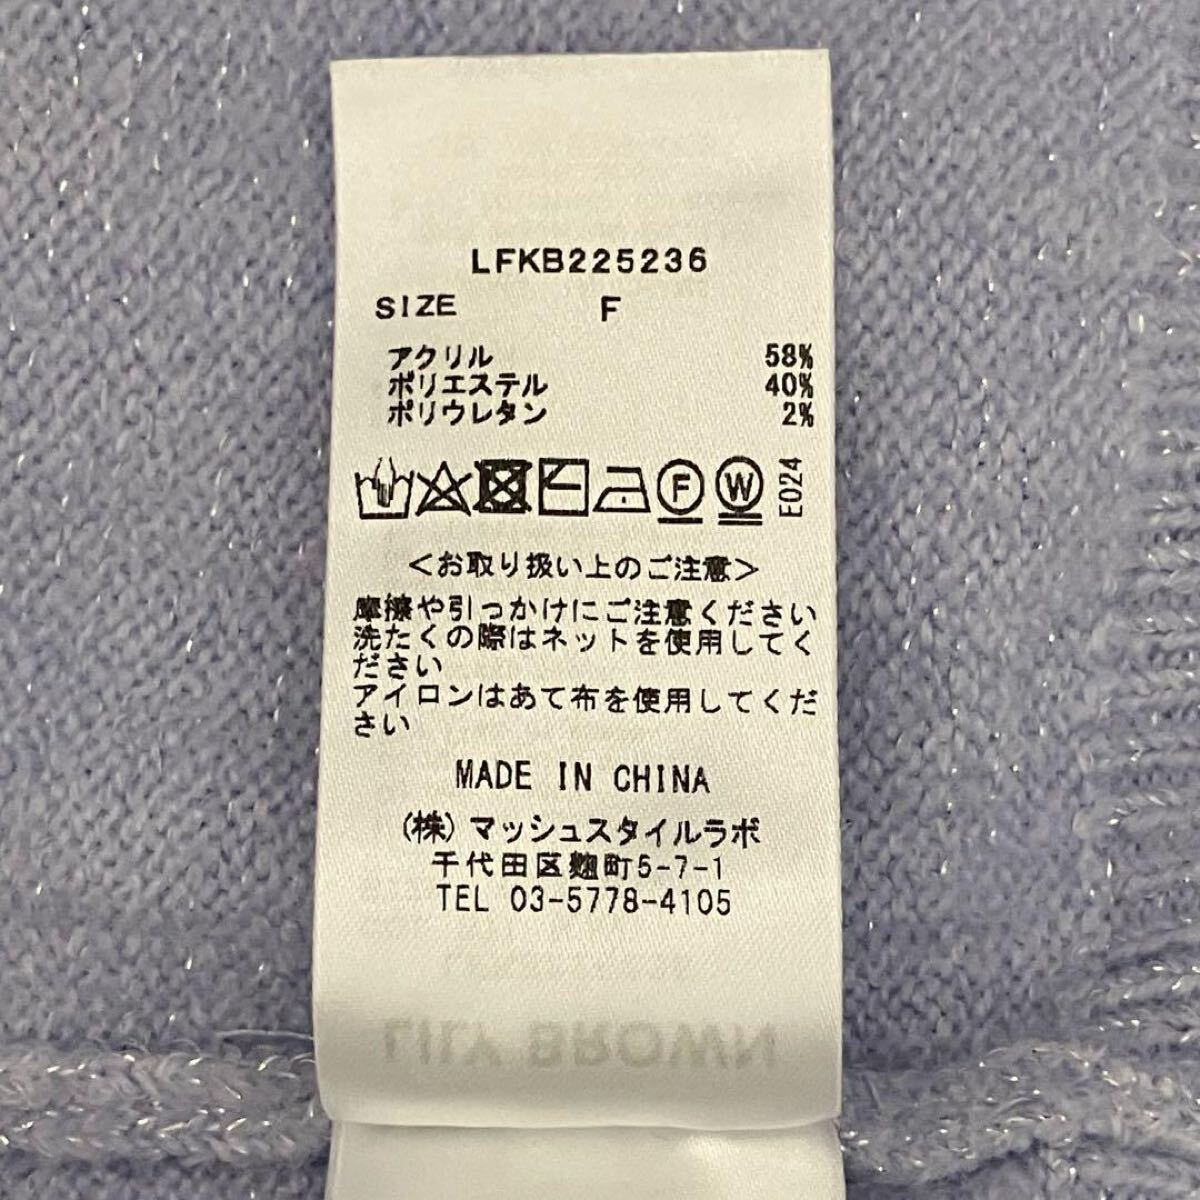 LFKB225236
SIZE F
アクリル 58%
ポリエステル 40%
ポリウレタン 2%
F W E024
<お取り扱い上のご注意>
摩擦や引っかけにご注意ください
洗たくの際はネットを使用してく
ださい
アイロンはあて布を使用してくだ
さい
MADE IN CHINA
(株)マッシュスタイルラボ
千代田区麹町5-7-1
TEL 03-5778-4105
LILY BROWN